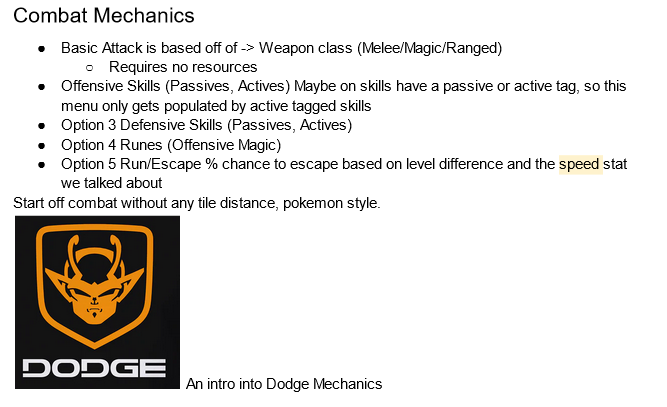 Combat Mechanics
● Basic Attack is based off of -> Weapon class (Melee/Magic/Ranged)
○ Requires no resources
● Offensive Skills (Passives, Actives) Maybe on skills have a passive or active tag, so this
menu only gets populated by active tagged skills
● Option 3 Defensive Skills (Passives, Actives)
● Option 4 Runes (Offensive Magic)
● Option 5 Run/Escape % chance to escape based on level difference and the speed stat
we talked about
Start off combat without any tile distance, pokemon style.
DODGE
An intro into Dodge Mechanics